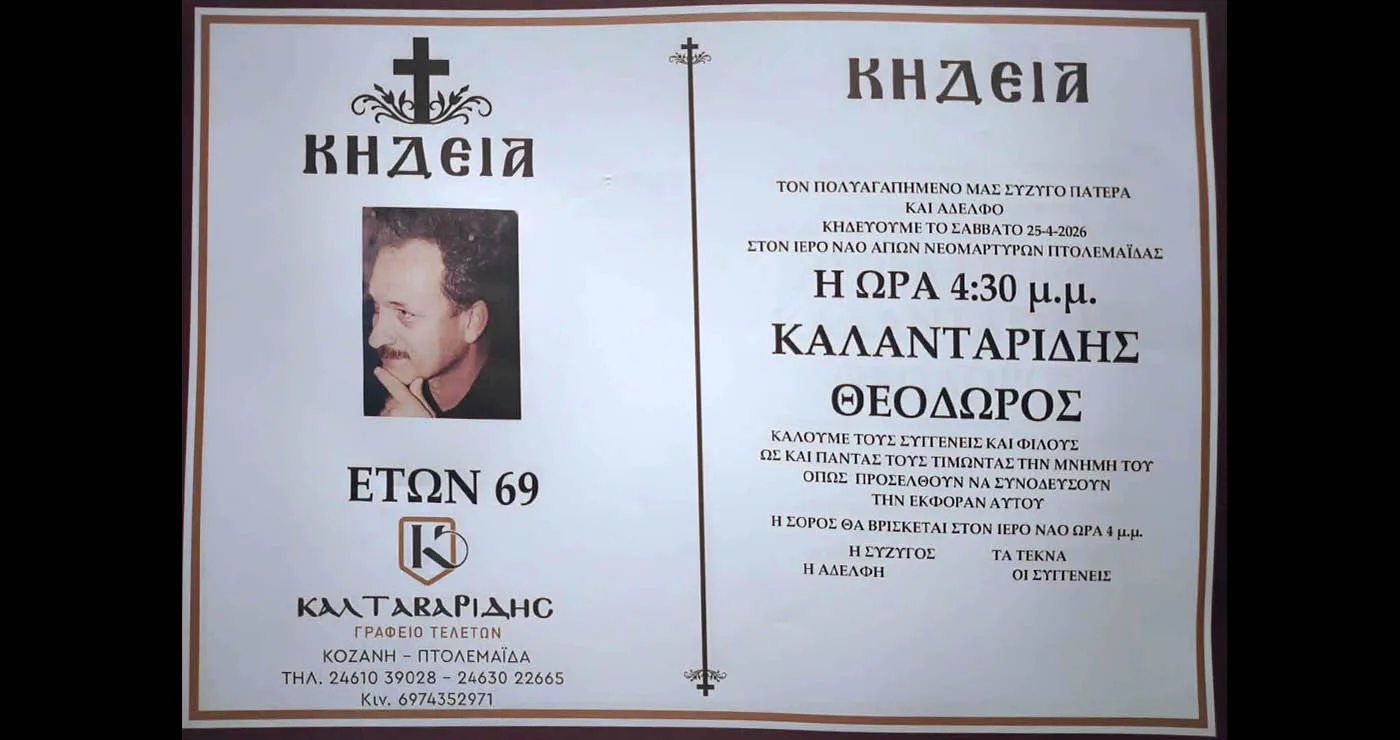 ΚΗΔΕΙΑ
ΕΤΩΝ 69
Κ
ΚΑΛΤΑΒΑΡΙΔΗΣ
ΓΡΑΦΕΙΟ ΤΕΛΕΤΩΝ
ΚΟΖΑΝΗ – ΠΤΟΛΕΜΑΪΔΑ
ΤΗΛ. 24610 39028 – 24630 22665
Κιν. 6974352971
ΚΗΔΕΙΑ
ΤΟΝ ΠΟΛΥΑΓΑΠΗΜΕΝΟ ΜΑΣ ΣΥΖΥΓΟ ΠΑΤΕΡΑ
ΚΑΙ ΑΔΕΛΦΟ
ΚΗΔΕΥΟΥΜΕ ΤΟ ΣΑΒΒΑΤΟ 25-4-2026
ΣΤΟΝ ΙΕΡΟ ΝΑΟ ΑΓΙΩΝ ΝΕΟΜΑΡΤΥΡΩΝ ΠΤΟΛΕΜΑΪΔΑΣ
Η ΩΡΑ 4:30 μ.μ.
ΚΑΛΑΝΤΑΡΙΔΗΣ
ΘΕΟΔΩΡΟΣ
ΚΑΛΟΥΜΕ ΤΟΥΣ ΣΥΓΓΕΝΕΙΣ ΚΑΙ ΦΙΛΟΥΣ
ΩΣ ΚΑΙ ΠΑΝΤΑΣ ΤΟΥΣ ΤΙΜΩΝΤΑΣ ΤΗΝ ΜΝΗΜΗ ΤΟΥ
ΟΠΩΣ ΠΡΟΣΕΛΘΟΥΝ ΝΑ ΣΥΝΟΔΕΥΣΟΥΝ
ΤΗΝ ΕΚΦΟΡΑΝ ΑΥΤΟΥ
Η ΣΟΡΟΣ ΘΑ ΒΡΙΣΚΕΤΑΙ ΣΤΟΝ ΙΕΡΟ ΝΑΟ ΩΡΑ 4 μ.μ.
Η ΣΥΖΥΓΟΣ ΤΑ ΤΕΚΝΑ
Η ΑΔΕΛΦΗ ΟΙ ΣΥΓΓΕΝΕΙΣ